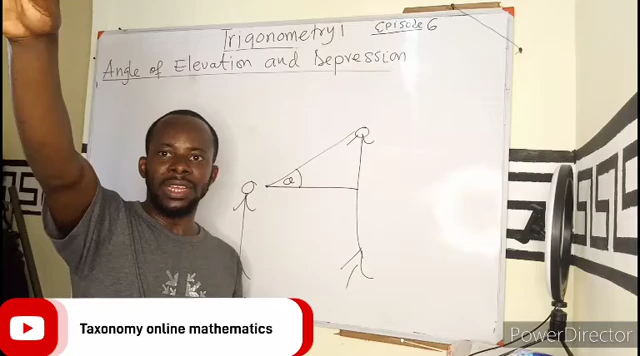 Trigonometry 1 Episode 6
Angle of Elevation and Depression
a
Taxonomy online mathematics
PowerDirector